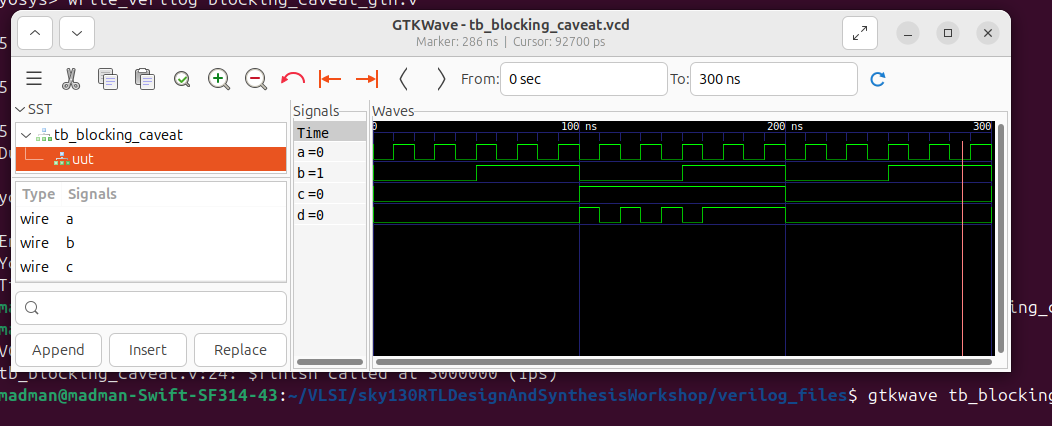 yosys> write_verilog blocking_caveat_gtn.v
GTKWave - tb_blocking_caveat.vcd
Marker: 286 ns | Cursor: 92700 ps
From: 0 sec To: 300 ns
SST
tb_blocking_caveat
uut
Type Signals
wire a
wire b
wire c
Append Insert Replace
Signals
Time
a =0
b =1
c =0
d =0
Waves
0 100 ns 200 ns 300
tb_blocking_caveat.v:24: $finish called at 3000000 (1ps)
madman@madman-Swift-SF314-43:~/VLSI/sky130RTLDesignAndSynthesisWorkshop/verilog_files$ gtkwave tb_blocking